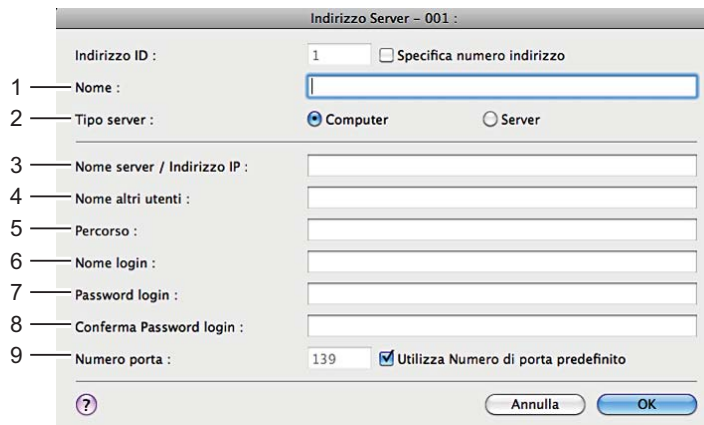 Indirizzo Server – 001 :
Indirizzo ID : 1 Specifica numero indirizzo
1 Nome :
2 Tipo server : Computer Server
3 Nome server / Indirizzo IP :
4 Nome altri utenti :
5 Percorso :
6 Nome login :
7 Password login :
8 Conferma Password login :
9 Numero porta : 139 Utilizza Numero di porta predefinito
? Annulla OK